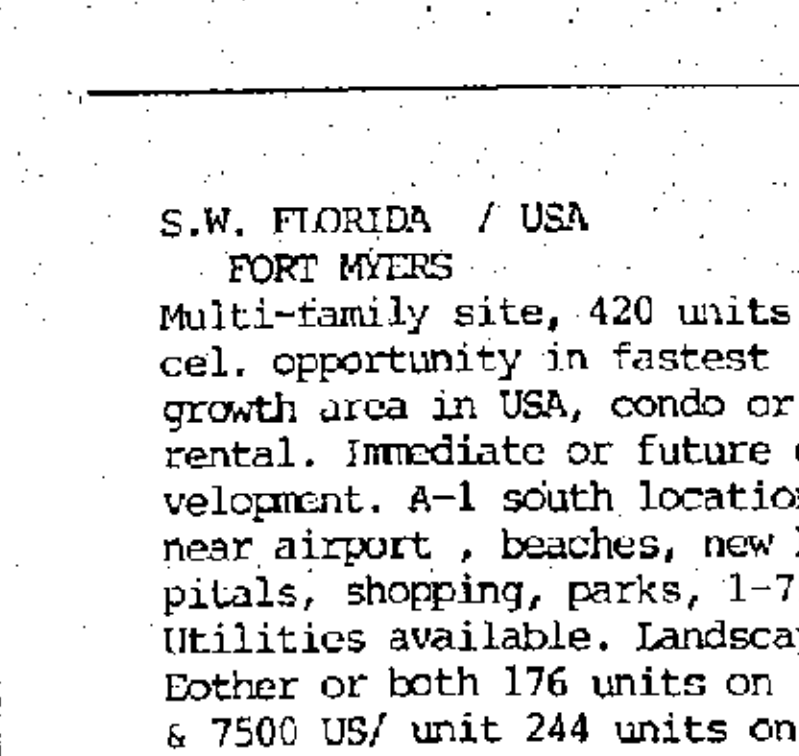 S.W. FLORIDA / USA
FORT MYERS
Multi-family site, 420 units
cel. opportunity in fastest
growth area in USA, condo or
rental. Immediate or future
velopment. A-1 south locatio
near airport , beaches, new
pitals, shopping, parks, 1-7
Utilities available. Landsca
Eother or both 176 units on
& 7500 US/ unit 244 units on